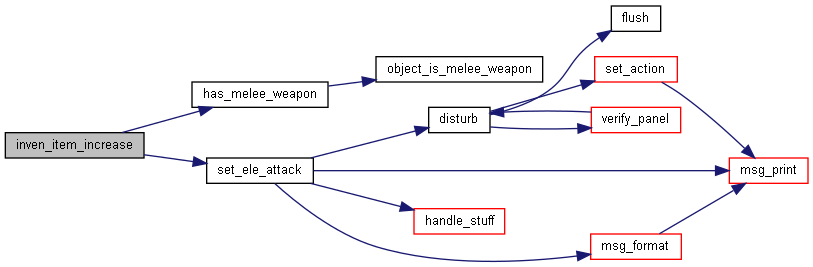 flush
object_is_melee_weapon
set_action
has_melee_weapon
disturb
verify_panel
inven_item_increase
set_ele_attack
msg_print
handle_stuff
msg_format